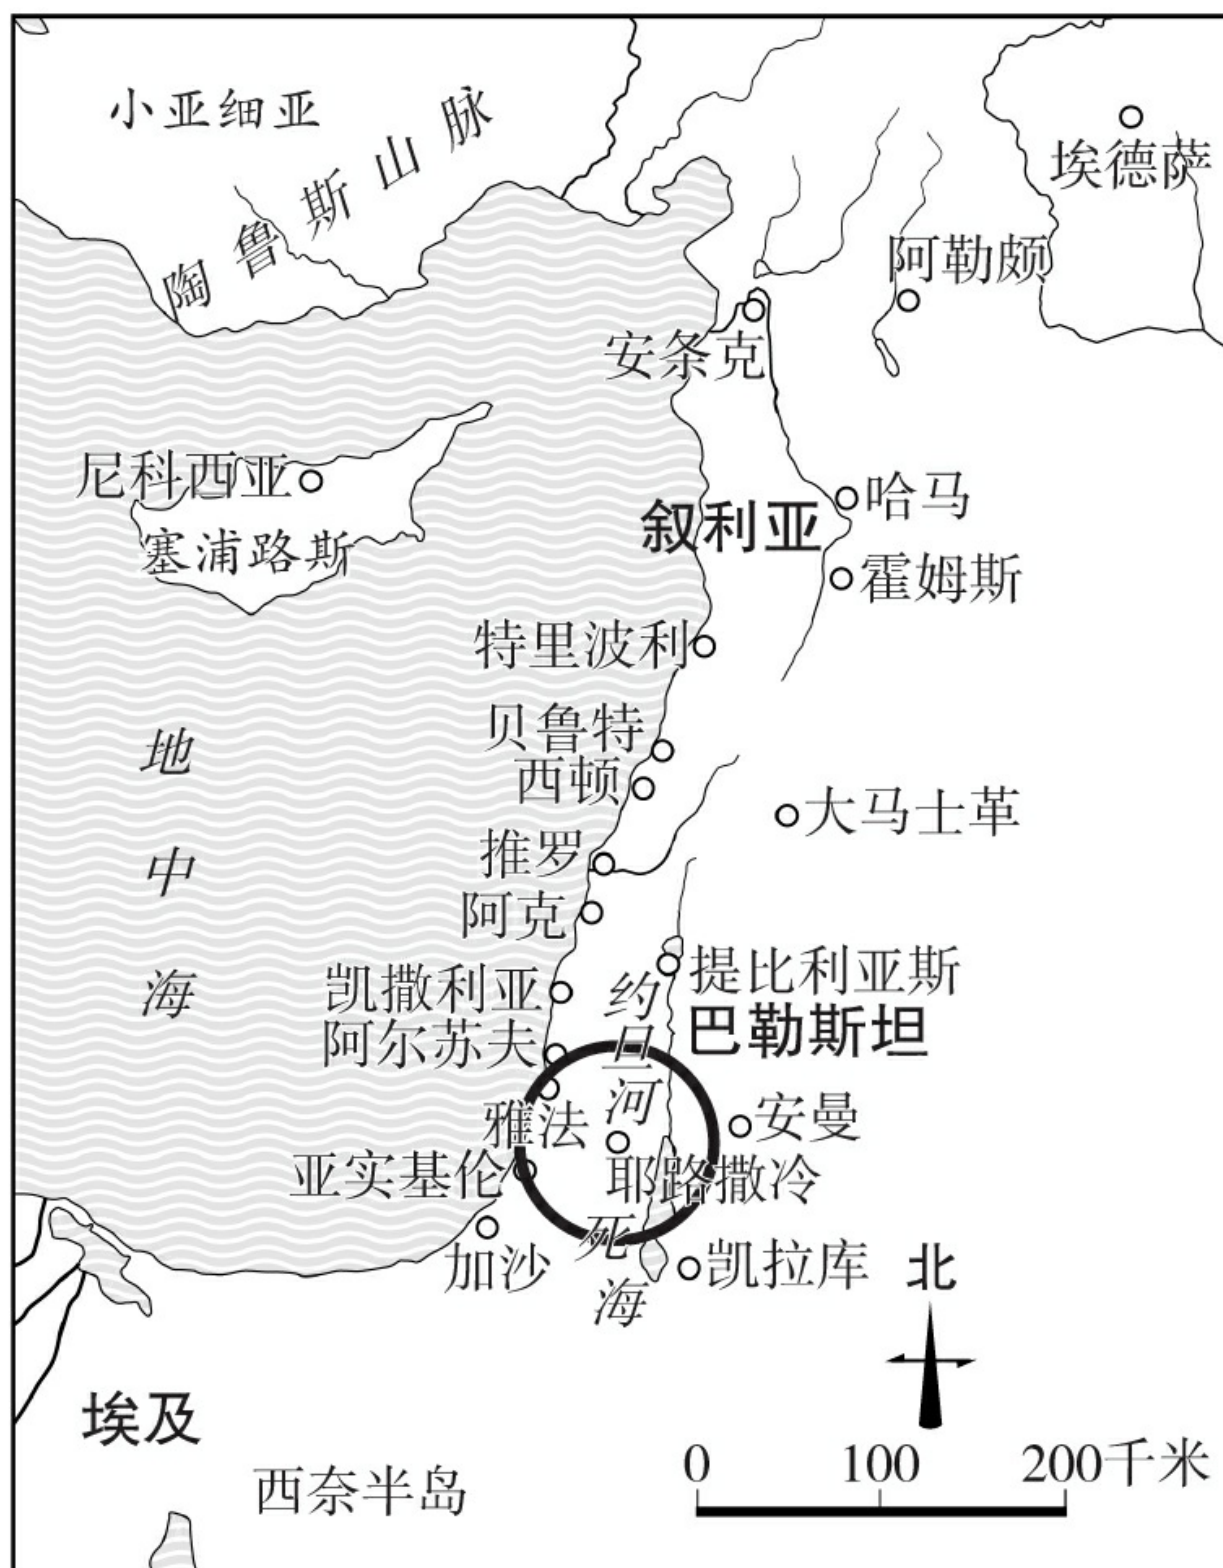 小亚细亚
陶鲁斯山脉
埃德萨
阿勒颇
安条克
尼科西亚
塞浦路斯
叙利亚
哈马
霍姆斯
特里波利
贝鲁特
西顿
大马士革
推罗
阿克
地中海
提比利亚斯
凯撒利亚
约旦河
巴勒斯坦
阿尔苏夫
雅法
安曼
亚实基伦
耶路撒冷
死海
加沙
凯拉库
北
埃及
西奈半岛
0 100 200千米